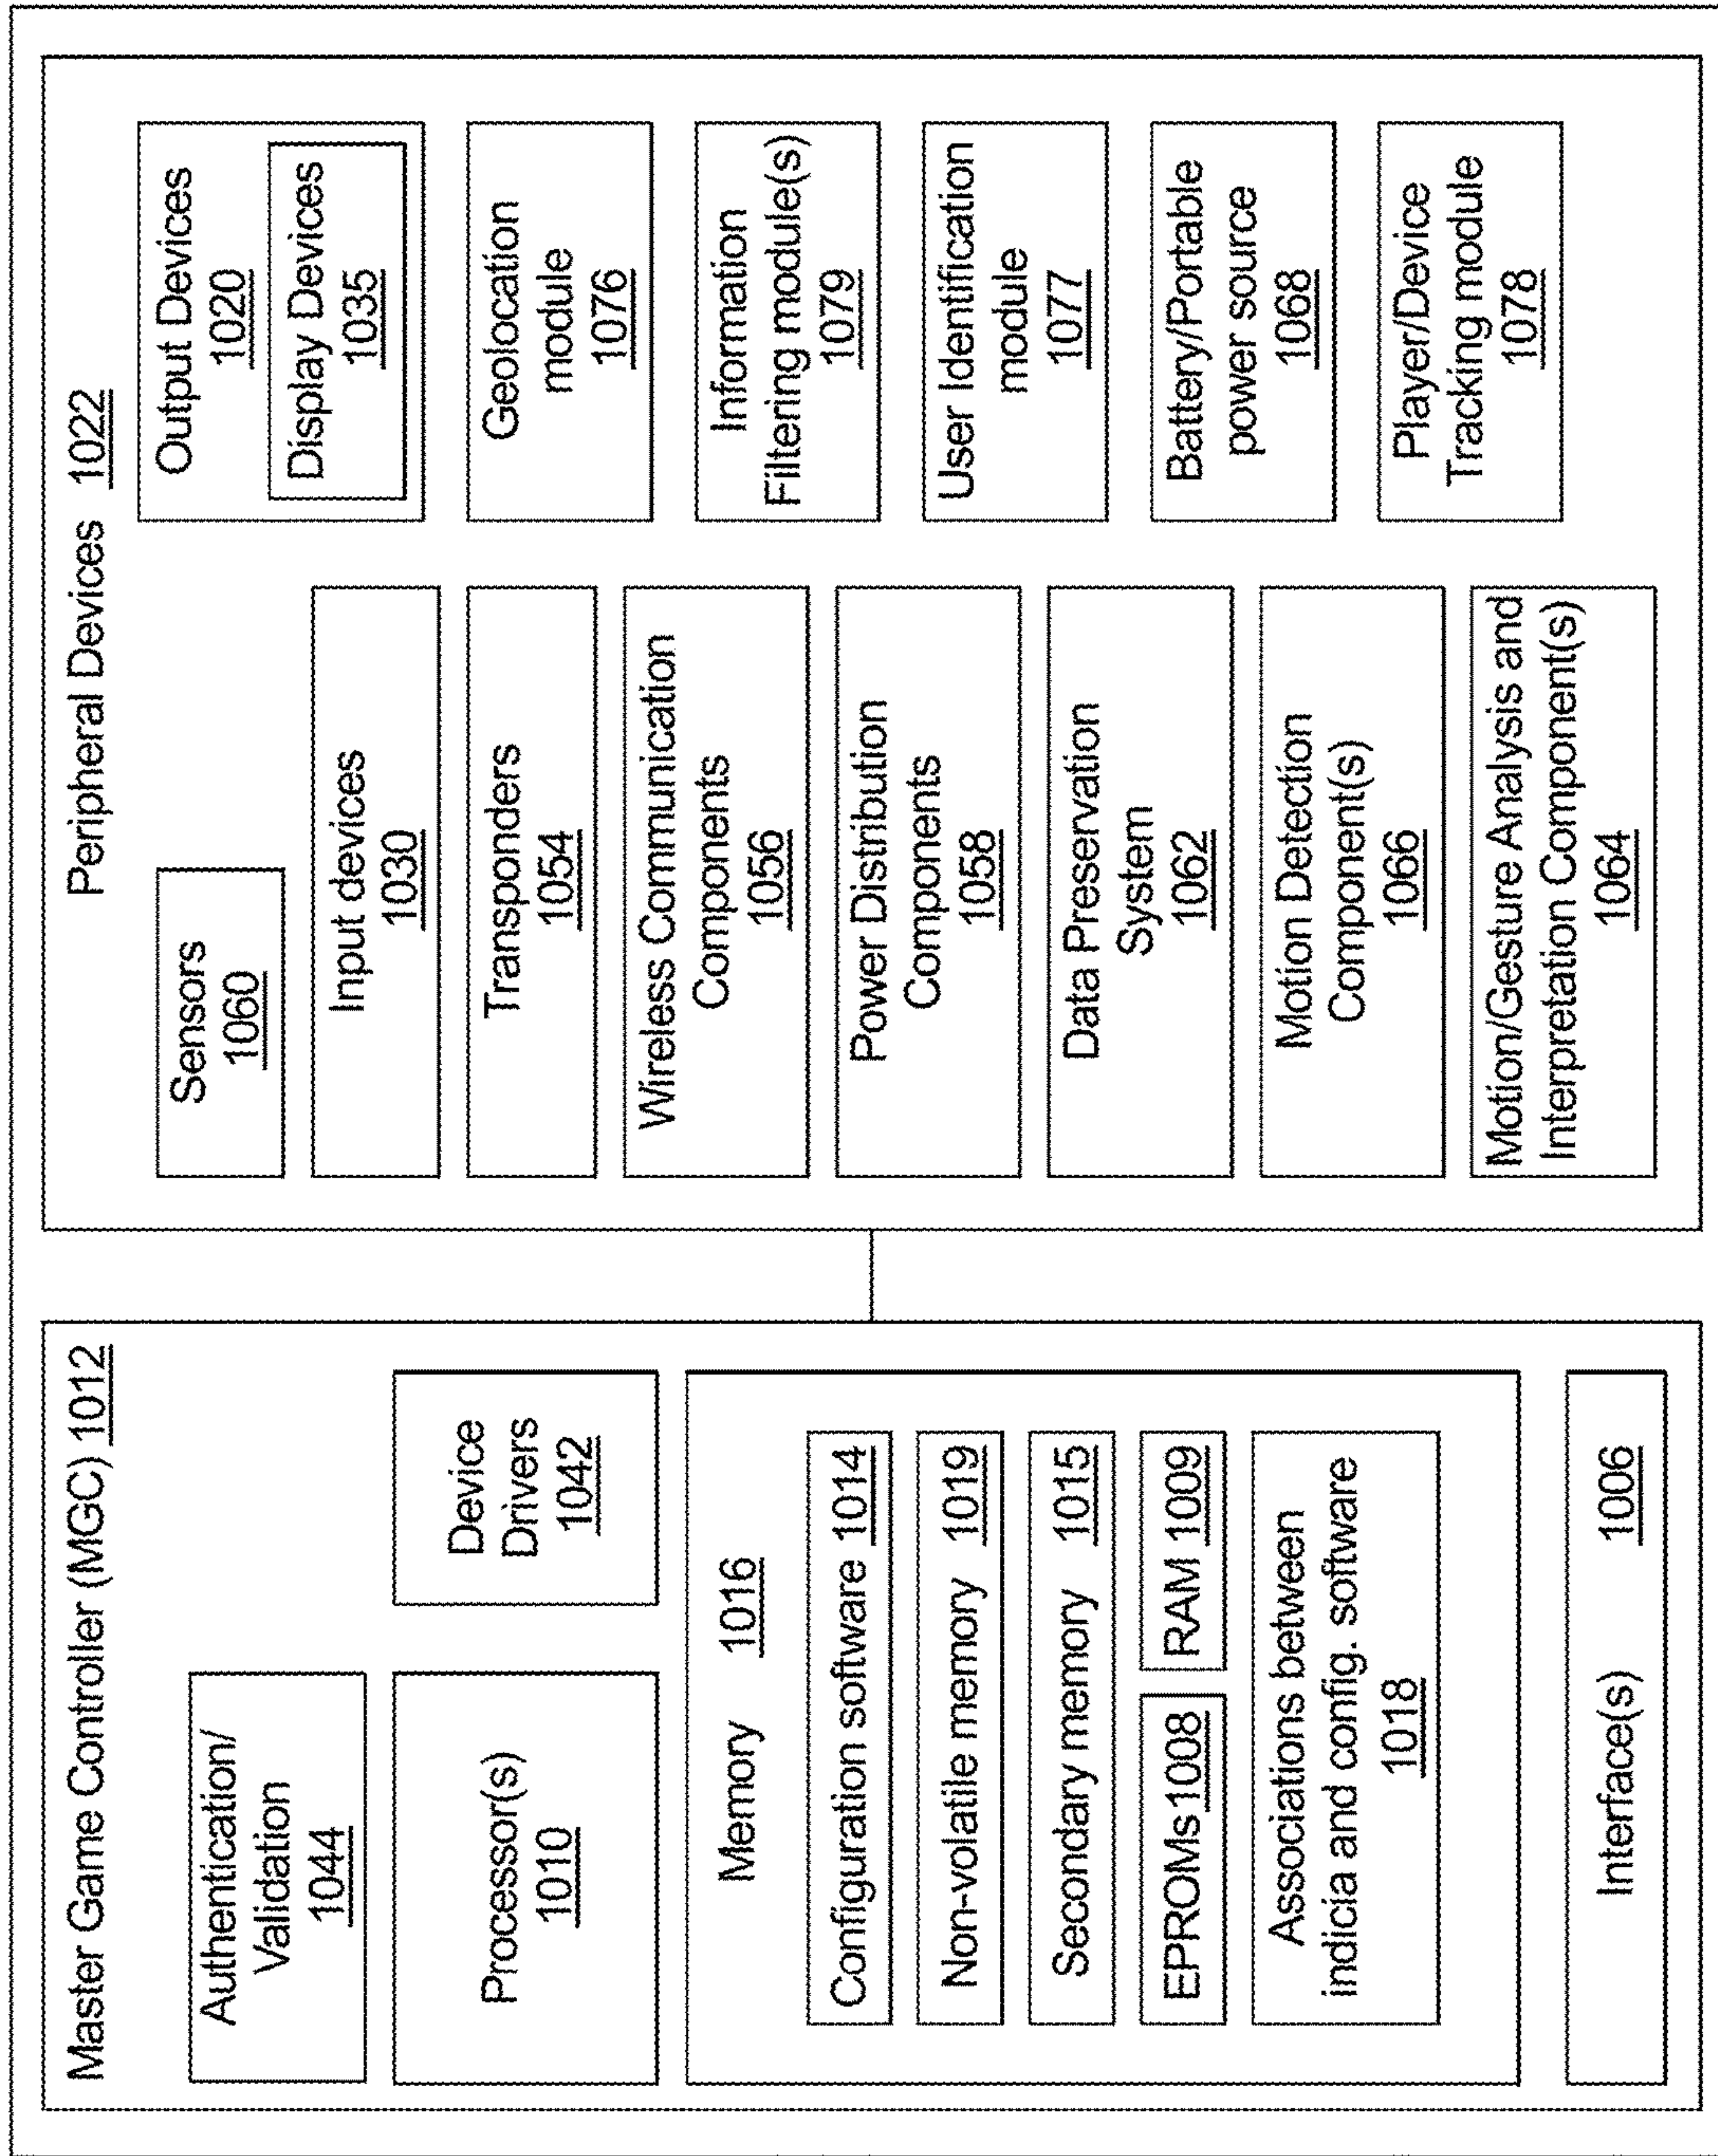 Master Game Controller (MGC) 1012
Authentication/
Validation
1044
Processor(s)
1010
Device
Drivers
1042
Memory 1016
Configuration software 1014
Non-volatile memory 1019
Secondary memory 1015
EPROMs 1008
RAM 1009
Associations between
indicia and config. software
1018
Interface(s) 1006
Peripheral Devices 1022
Sensors
1060
Input devices
1030
Transponders
1054
Wireless Communication
Components
1056
Power Distribution
Components
1058
Data Preservation
System
1062
Motion Detection
Component(s)
1066
Motion/Gesture Analysis and
Interpretation Component(s)
1064
Output Devices
1020
Display Devices
1035
Geolocation
module
1076
Information
Filtering module(s)
1079
User Identification
module
1077
Battery/Portable
power source
1068
Player/Device
Tracking module
1078